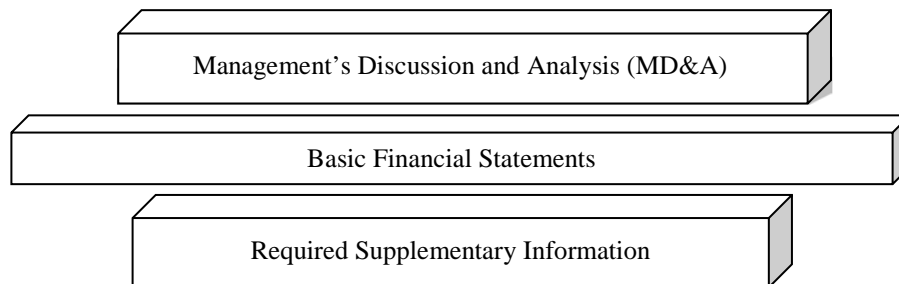 Management’s Discussion and Analysis (MD&A)
Basic Financial Statements
Required Supplementary Information